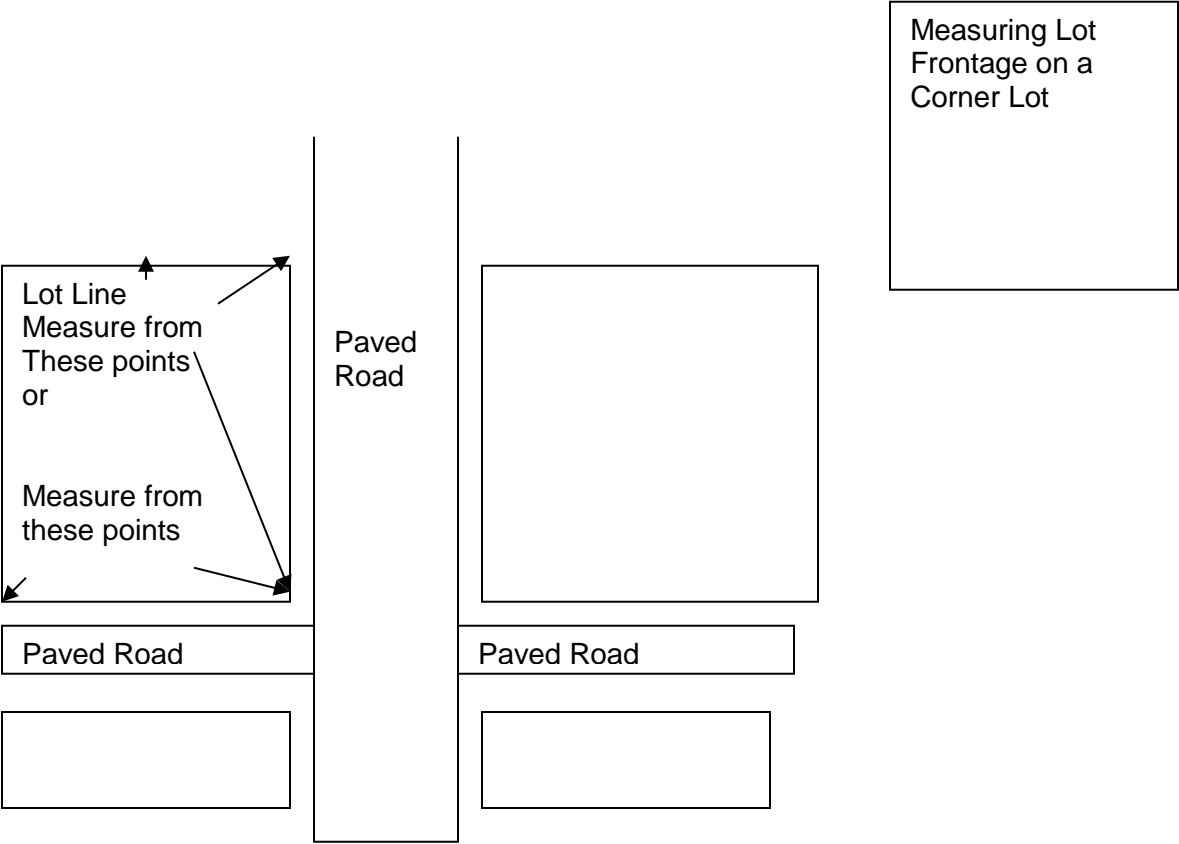 Measuring Lot
Frontage on a
Corner Lot
Lot Line
Measure from
These points
or
Measure from
these points
Paved
Road
Paved Road
Paved Road